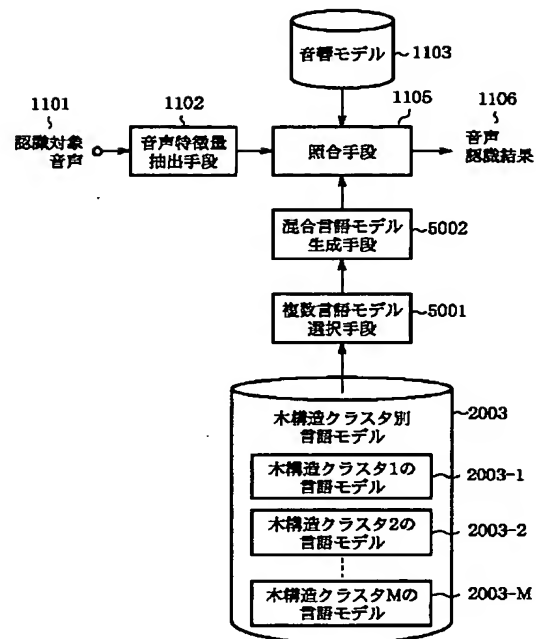 音響モデル
1103
1101
1102
1105
1106
認識対象
音声
音声特徴量
抽出手段
照合手段
音声
認識結果
混合言語モデル
生成手段
5002
複数言語モデル
選択手段
5001
木構造クラスタ別
言語モデル
2003
木構造クラスタ1の
言語モデル
2003-1
木構造クラスタ2の
言語モデル
2003-2
木構造クラスタMの
言語モデル
2003-M